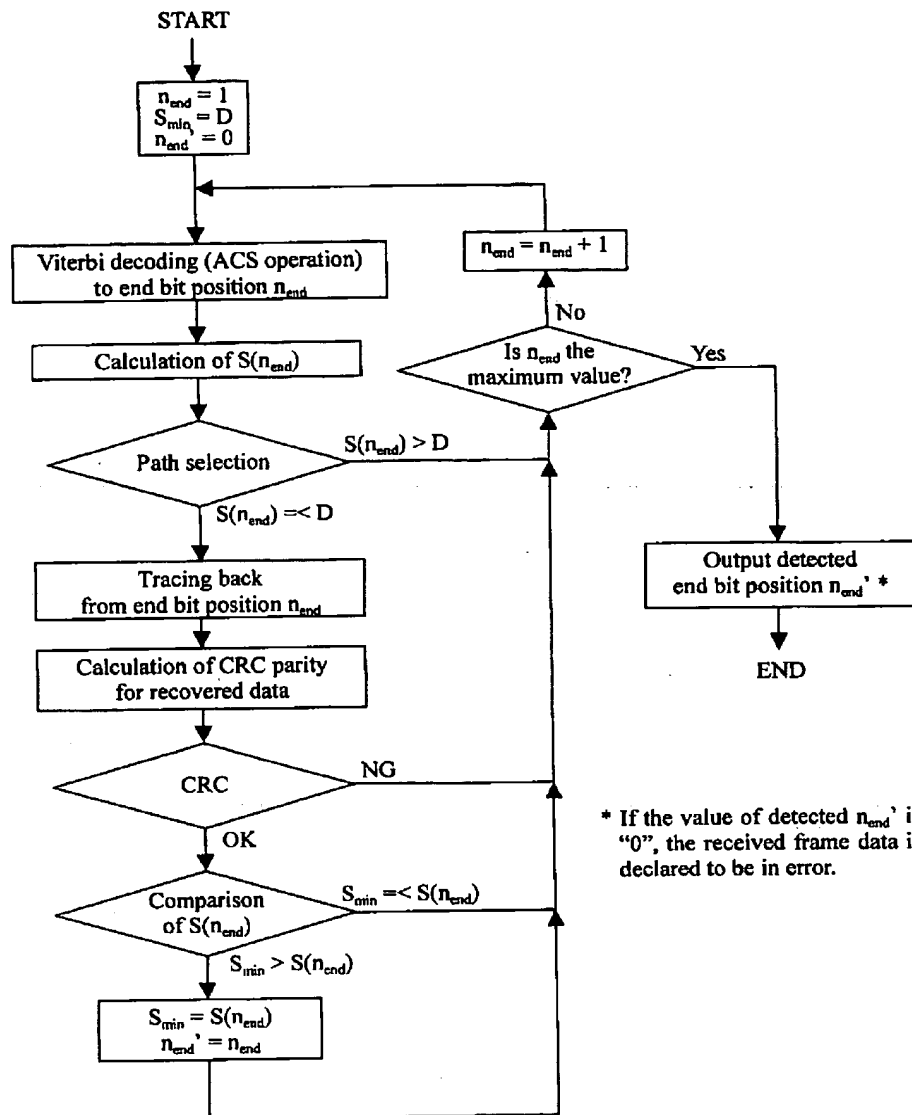 START
n_end = 1
S_min = D
n_end' = 0
Viterbi decoding (ACS operation)
to end bit position n_end
Calculation of S(n_end)
Path selection
S(n_end) > D
S(n_end) =< D
Tracing back
from end bit position n_end
Calculation of CRC parity
for recovered data
CRC
NG
OK
Comparison
of S(n_end)
S_min =< S(n_end)
S_min > S(n_end)
S_min = S(n_end)
n_end' = n_end
n_end = n_end + 1
No
Is n_end the
maximum value?
Yes
Output detected
end bit position n_end' *
END
* If the value of detected n_end' i
"0", the received frame data i
declared to be in error.